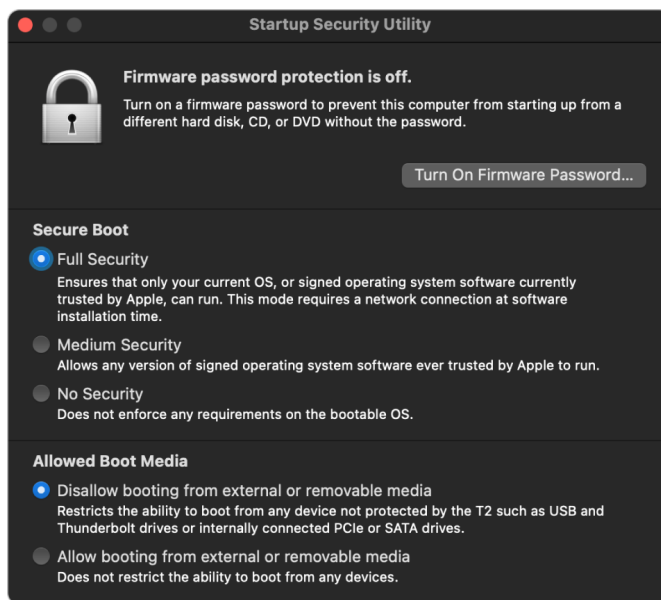 Startup Security Utility
Firmware password protection is off.
Turn on a firmware password to prevent this computer from starting up from a
different hard disk, CD, or DVD without the password.
Turn On Firmware Password...
Secure Boot
Full Security
Ensures that only your current OS, or signed operating system software currently
trusted by Apple, can run. This mode requires a network connection at software
installation time.
Medium Security
Allows any version of signed operating system software ever trusted by Apple to run.
No Security
Does not enforce any requirements on the bootable OS.
Allowed Boot Media
Disallow booting from external or removable media
Restricts the ability to boot from any device not protected by the T2 such as USB and
Thunderbolt drives or internally connected PCIe or SATA drives.
Allow booting from external or removable media
Does not restrict the ability to boot from any devices.